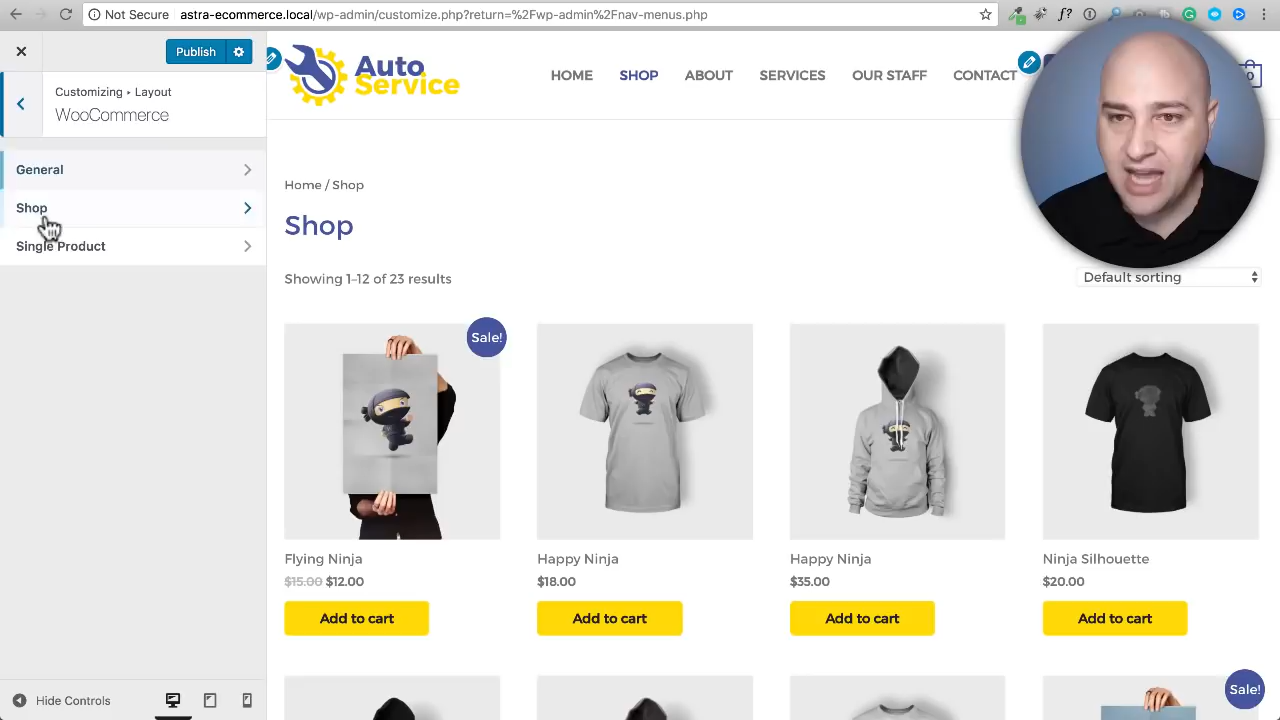 Not Secure
astra-ecommerce.local/wp-admin/customize.php?return=%2Fwp-admin%2Fnav-menus.php
Publish
Customizing ▸ Layout
WooCommerce
General
Shop
Single Product
Hide Controls
Auto
Service
HOME
SHOP
ABOUT
SERVICES
OUR STAFF
CONTACT
0
Home / Shop
Shop
Showing 1–12 of 23 results
Default sorting
Sale!
Flying Ninja
$15.00 $12.00
Add to cart
Happy Ninja
$18.00
Add to cart
Happy Ninja
$35.00
Add to cart
Ninja Silhouette
$20.00
Add to cart
Sale!